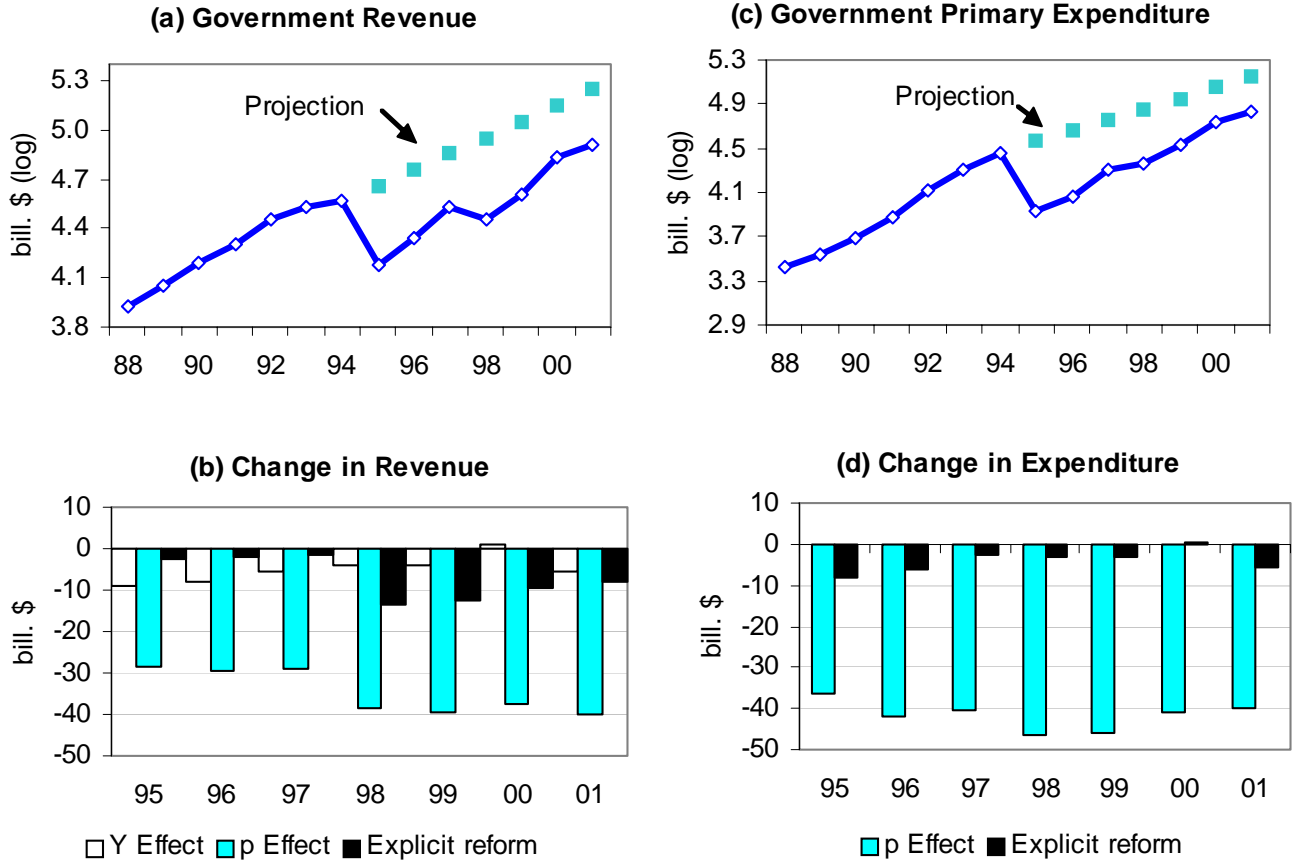 (a) Government Revenue
5.3
5.0
4.7
4.4
4.1
3.8
bill. $ (log)
Projection
88 90 92 94 96 98 00
(c) Government Primary Expenditure
5.3
4.9
4.5
4.1
3.7
3.3
2.9
bill. $ (log)
Projection
88 90 92 94 96 98 00
(b) Change in Revenue
10
0
-10
-20
-30
-40
-50
bill. $
95 96 97 98 99 00 01
Y Effect p Effect Explicit reform
(d) Change in Expenditure
10
0
-10
-20
-30
-40
-50
bill. $
95 96 97 98 99 00 01
p Effect Explicit reform